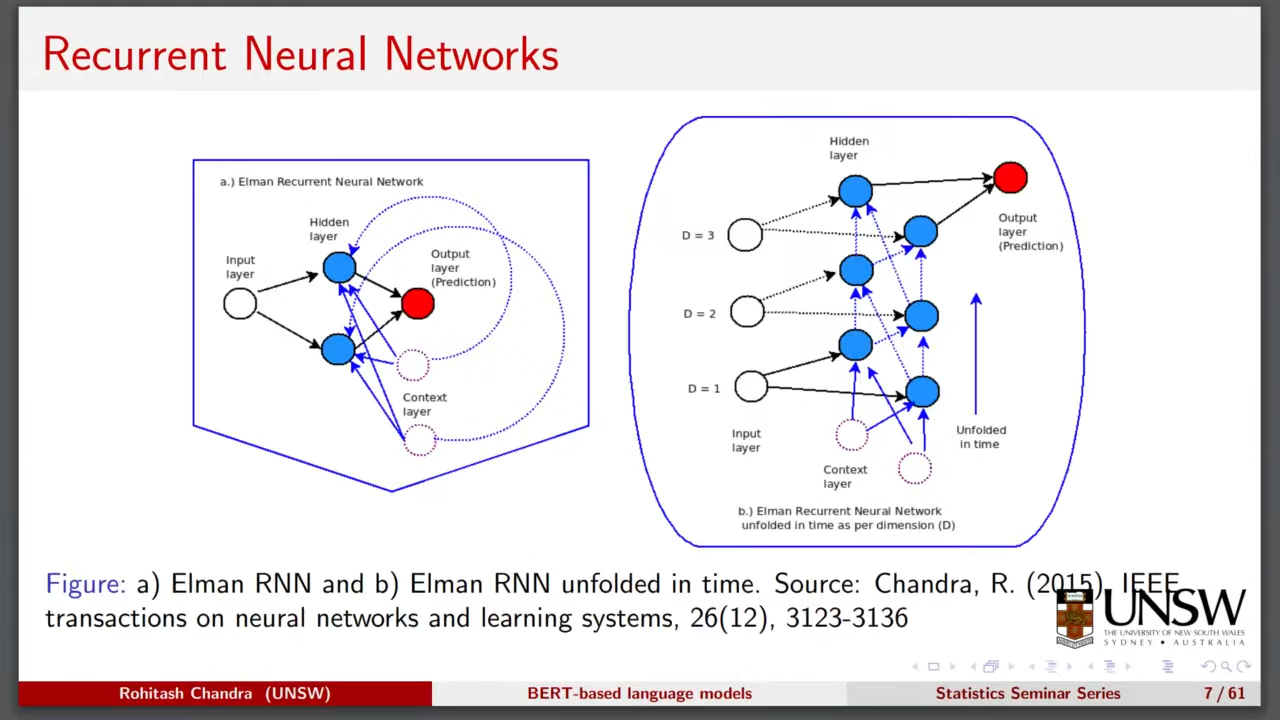 Recurrent Neural Networks
a.) Elman Recurrent Neural Network
Hidden
layer
Input
layer
Output
layer
(Prediction)
Context
layer
Hidden
layer
D = 3
Output
layer
(Prediction)
D = 2
D = 1
Input
layer
Unfolded
in time
Context
layer
b.) Elman Recurrent Neural Network
unfolded in time as per dimension (D)
Figure: a) Elman RNN and b) Elman RNN unfolded in time. Source: Chandra, R. (2015), IEEE
transactions on neural networks and learning systems, 26(12), 3123-3136
UNSW
THE UNIVERSITY OF NEW SOUTH WALES
SYDNEY • AUSTRALIA
Rohitash Chandra (UNSW)
BERT-based language models
Statistics Seminar Series
7 / 61